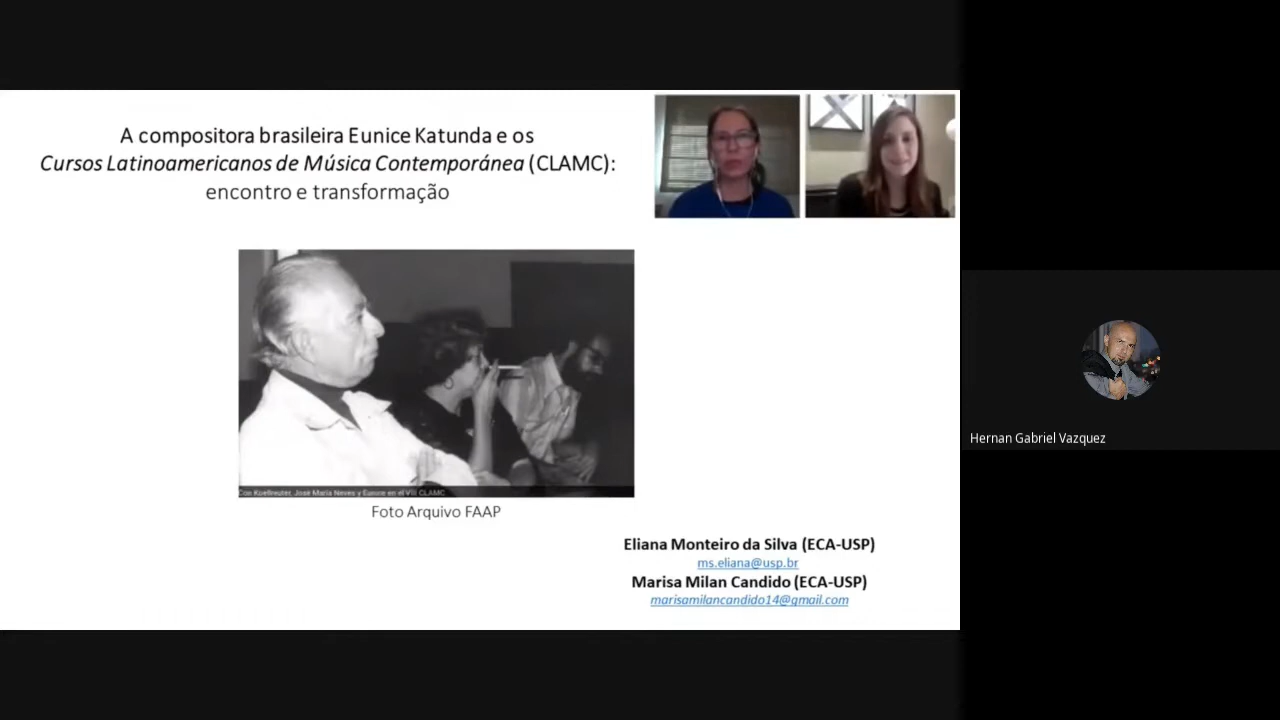 A compositora brasileira Eunice Katunda e os
Cursos Latinoamericanos de Música Contemporánea (CLAMC):
encontro e transformação
Con Koellreuter, José Maria Neves y Eunice en el VIII CLAMC
Foto Arquivo FAAP
Eliana Monteiro da Silva (ECA-USP)
ms.eliana@usp.br
Marisa Milan Candido (ECA-USP)
marisamilancandido14@gmail.com
Hernan Gabriel Vazquez